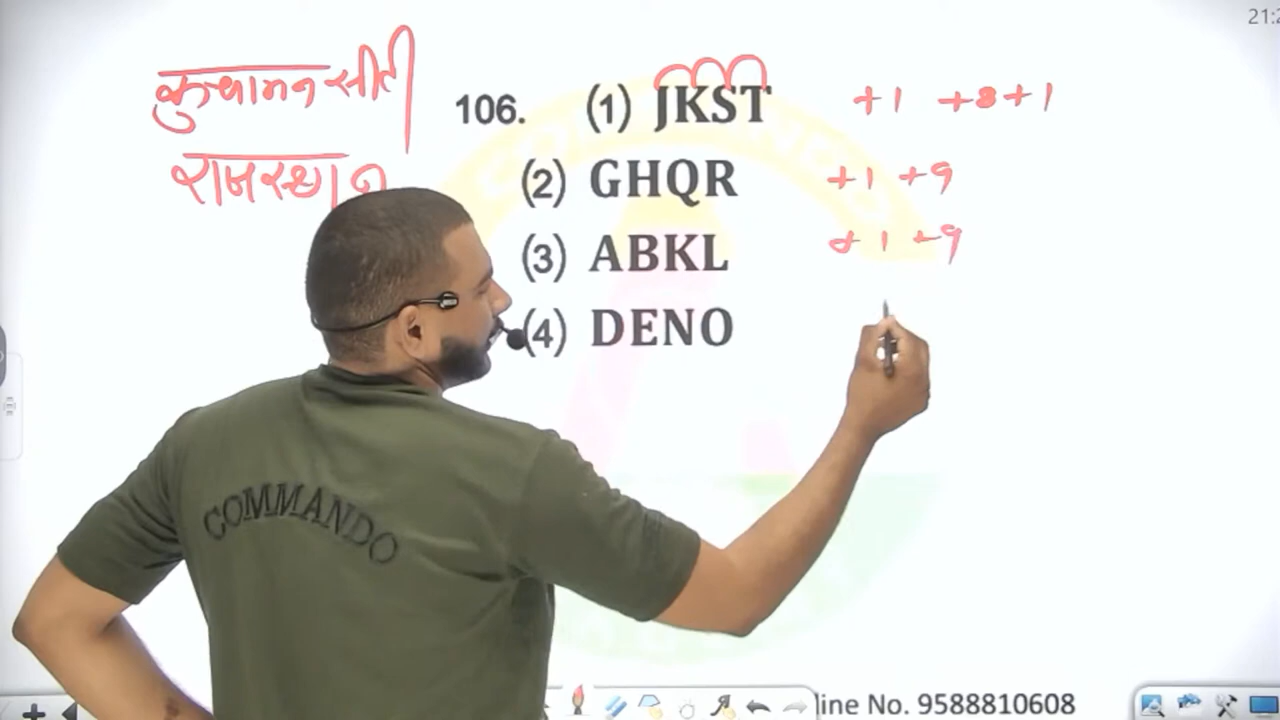 21:2
कुचामन सीटी
106. (1) JKST +1 +8+1
राजस्थान
(2) GHQR +1 +9
(3) ABKL +1 +9
(4) DENO
COMMANDO
line No. 9588810608